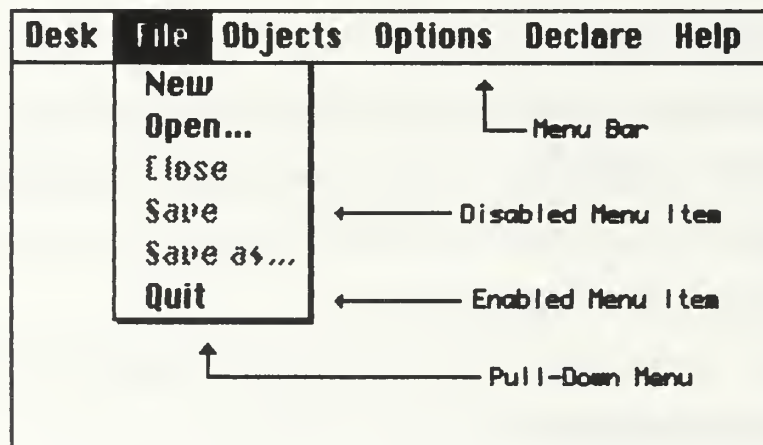 Desk File Objects Options Declare Help
New
Open...
Close
Save
Save as...
Quit
Menu Bar
Disabled Menu Item
Enabled Menu Item
Pull-Down Menu